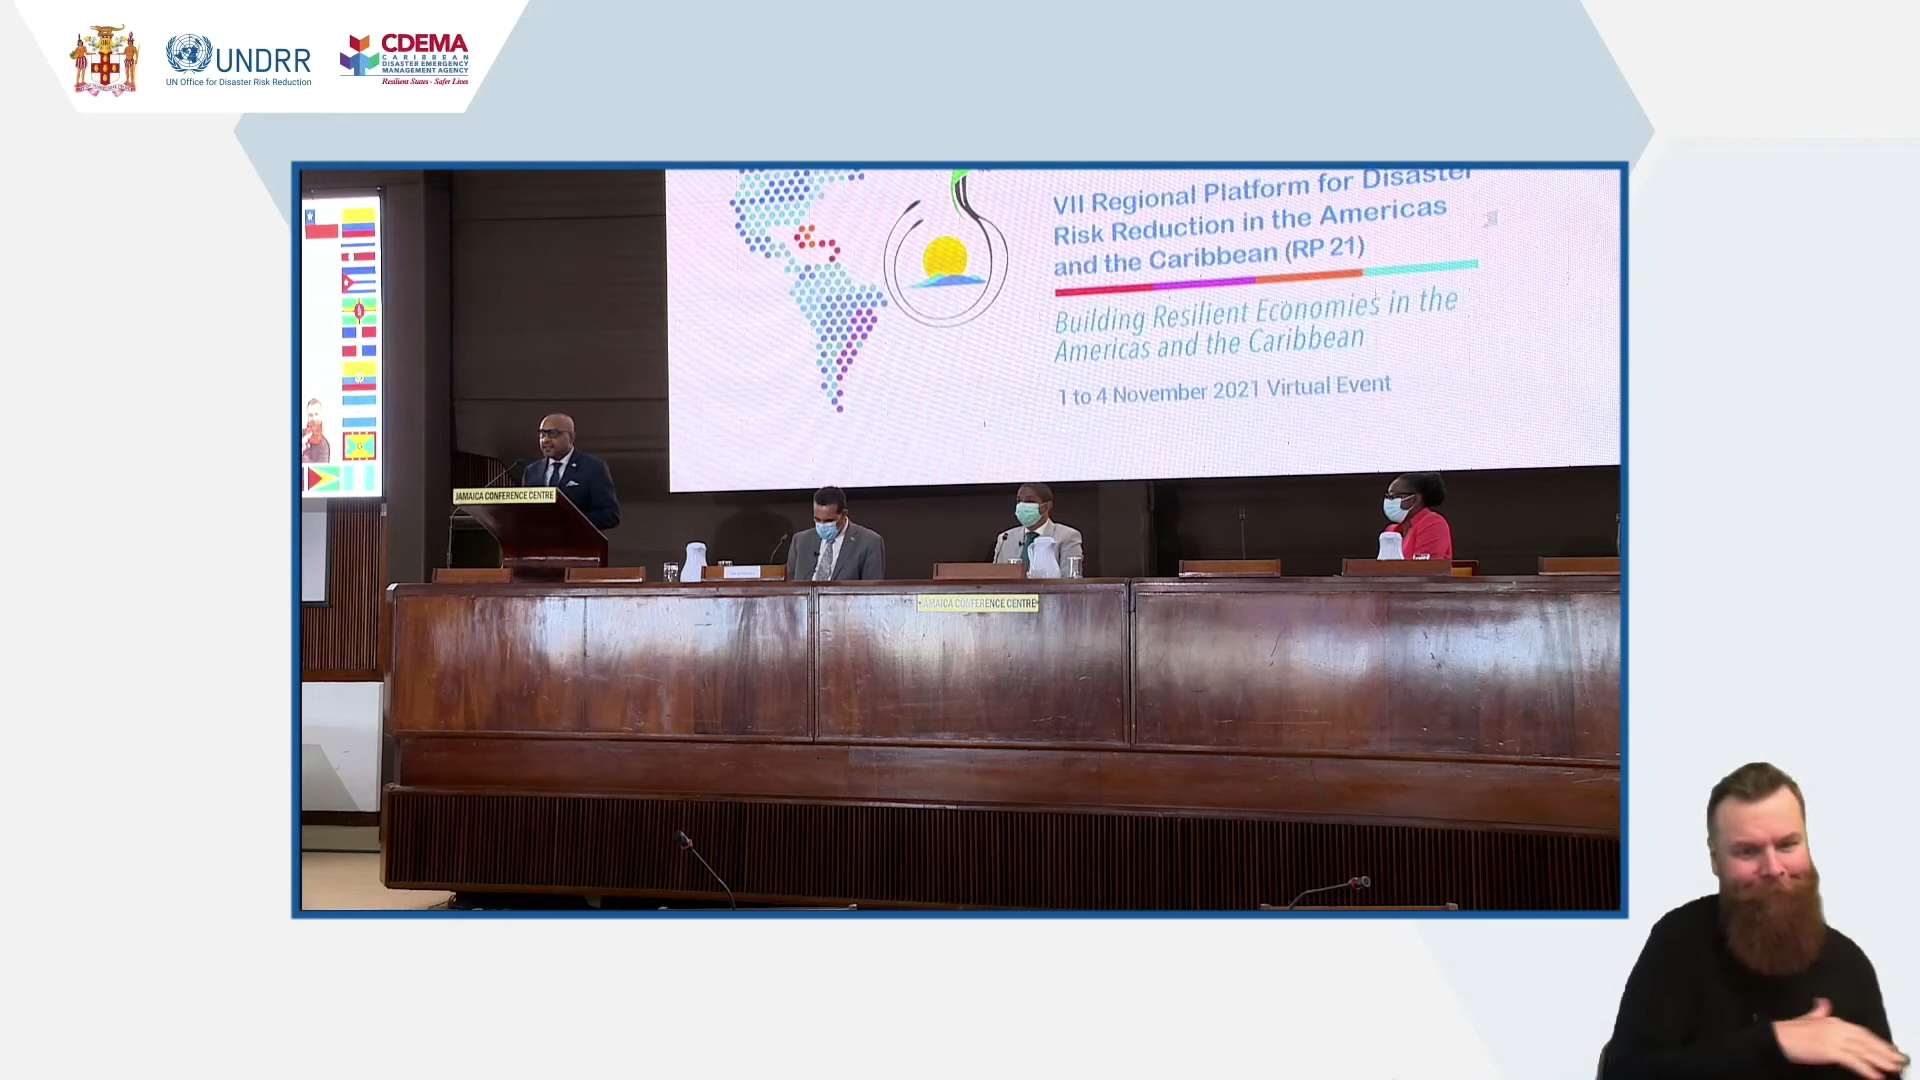 UNDRR
UN Office for Disaster Risk Reduction
CDEMA
CARIBBEAN
DISASTER EMERGENCY
MANAGEMENT AGENCY
Resilient States - Safer Lives
VII Regional Platform for Disaster
Risk Reduction in the Americas
and the Caribbean (RP 21)
Building Resilient Economies in the
Americas and the Caribbean
1 to 4 November 2021 Virtual Event
JAMAICA CONFERENCE CENTRE
JAMAICA CONFERENCE CENTRE